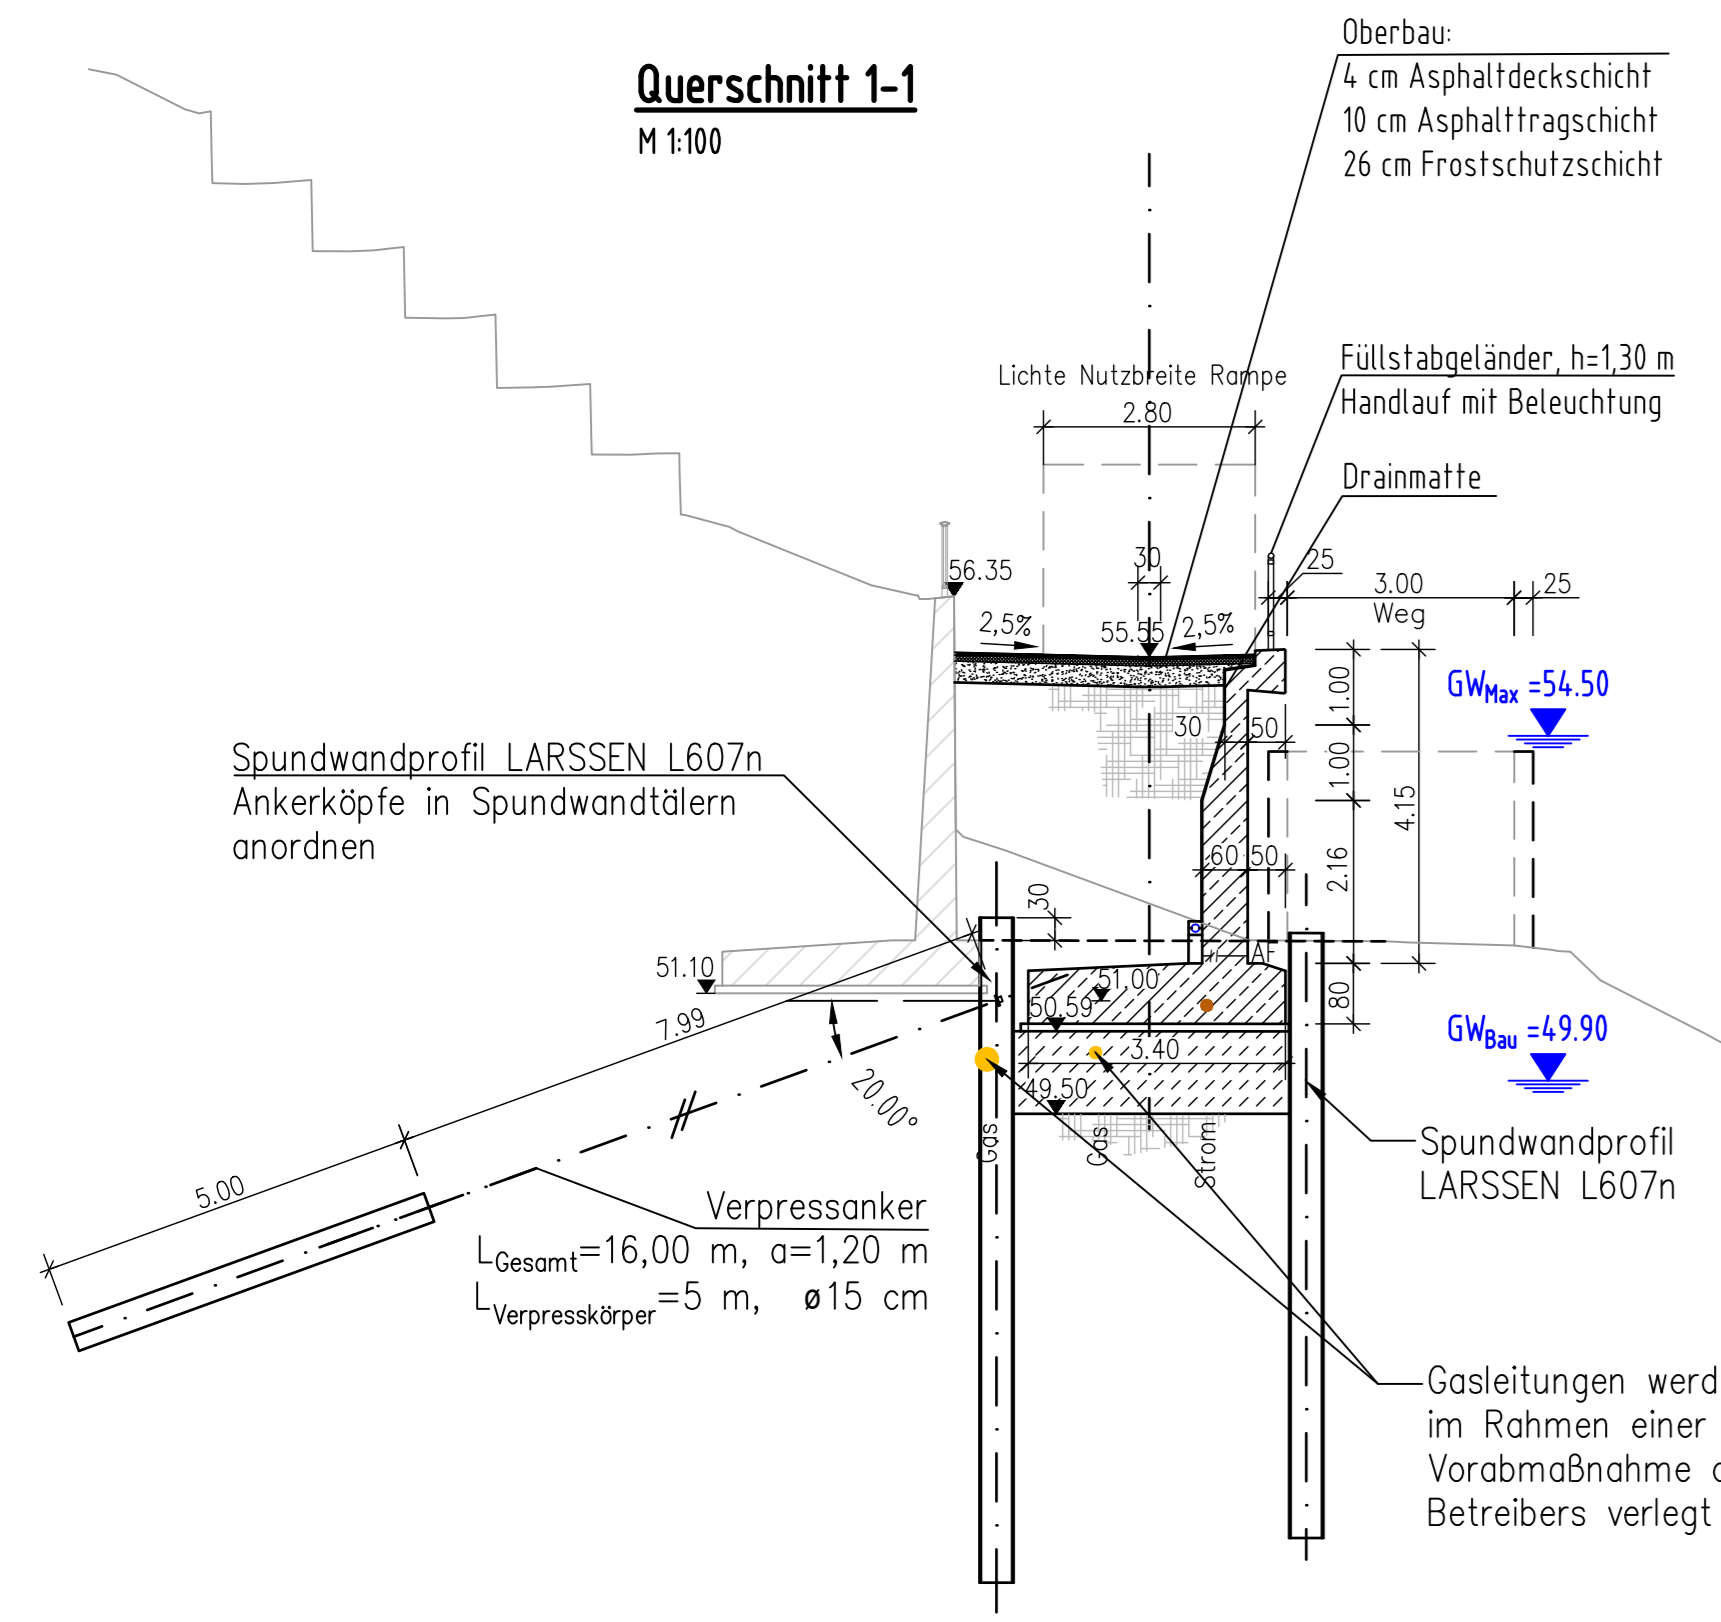 Querschnitt 1-1
M 1:100
Oberbau:
4 cm Asphaltdeckschicht
10 cm Asphalttragschicht
26 cm Frostschutzschicht
Lichte Nutzbreite Rampe
2.80
Füllstabgeländer, h=1,30 m
Handlauf mit Beleuchtung
Drainmatte
56.35
30
25
3.00
25
Weg
2,5%
55.55
2,5%
1.00
GWMax =54.50
30
50
1.00
4.15
Spundwandprofil LARSSEN L607n
Ankerköpfe in Spundwandtälern
anordnen
60
50
2.16
30
AF
51.10
51.00
50.59
80
7.99
3.40
GWBau =49.90
20.00°
49.50
Gas
Gas
Strom
Spundwandprofil
LARSSEN L607n
5.00
Verpressanker
LGesamt=16,00 m, a=1,20 m
LVerpresskörper=5 m, ø15 cm
Gasleitungen werd
im Rahmen einer
Vorabmaßnahme
Betreibers verlegt